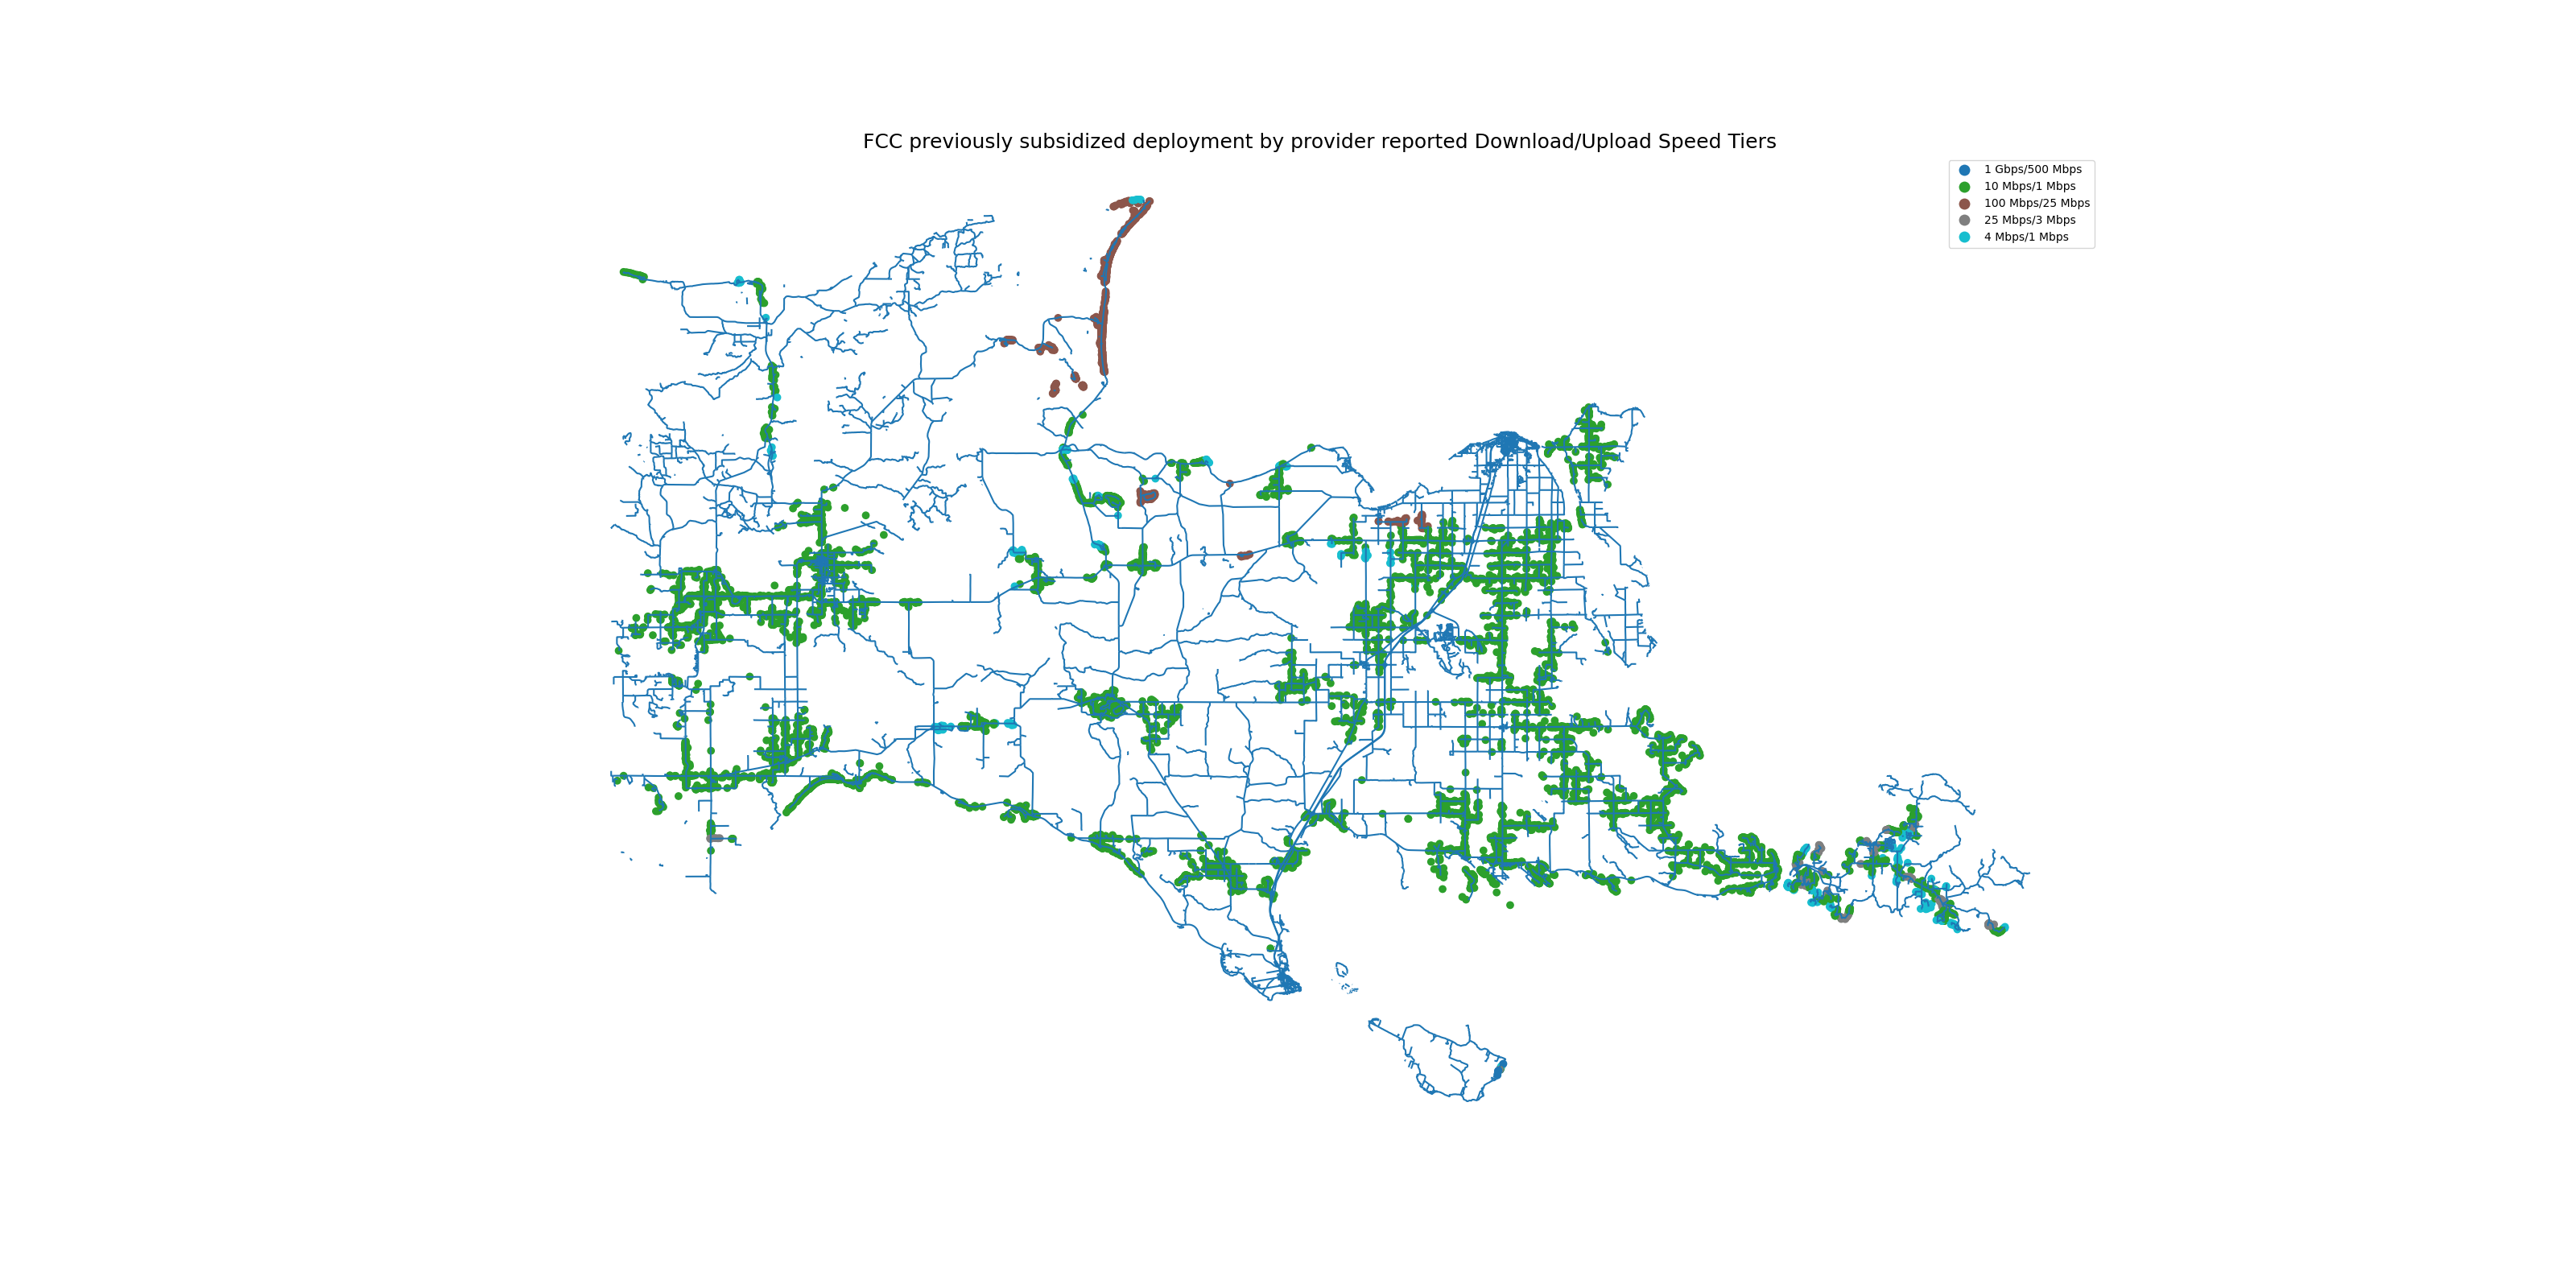 FCC previously subsidized deployment by provider reported Download/Upload Speed Tiers
1 Gbps/500 Mbps
10 Mbps/1 Mbps
100 Mbps/25 Mbps
25 Mbps/3 Mbps
4 Mbps/1 Mbps